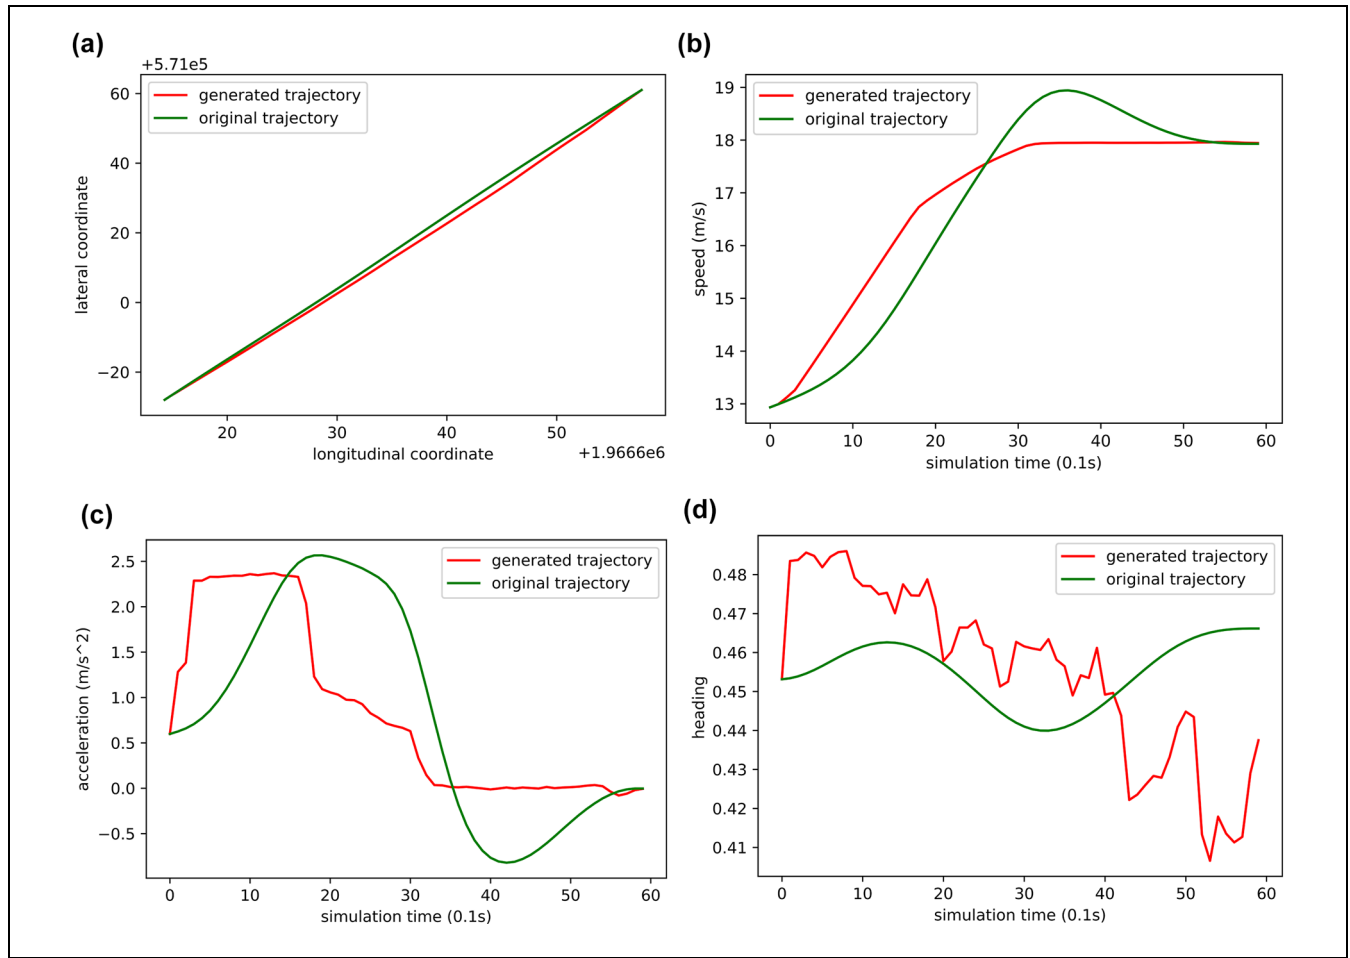 (a)
+5.71e5
generated trajectory
original trajectory
60
40
20
0
−20
lateral coordinate
20 30 40 50
longitudinal coordinate
+1.9666e6
(b)
generated trajectory
original trajectory
19
18
17
16
15
14
13
speed (m/s)
0 10 20 30 40 50 60
simulation time (0.1s)
(c)
generated trajectory
original trajectory
2.5
2.0
1.5
1.0
0.5
0.0
−0.5
acceleration (m/s^2)
0 10 20 30 40 50 60
simulation time (0.1s)
(d)
generated trajectory
original trajectory
0.48
0.47
0.46
0.45
0.44
0.43
0.42
0.41
heading
0 10 20 30 40 50 60
simulation time (0.1s)